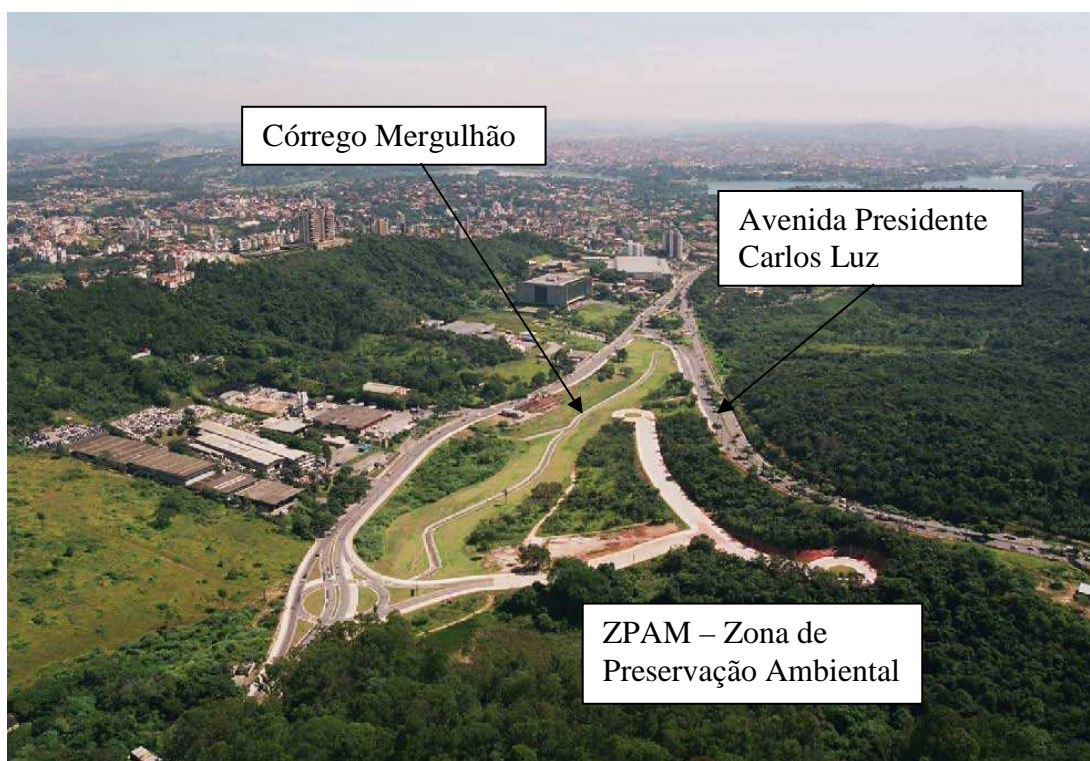 Córrego Mergulhão
Avenida Presidente
Carlos Luz
ZPAM – Zona de
Preservação Ambiental